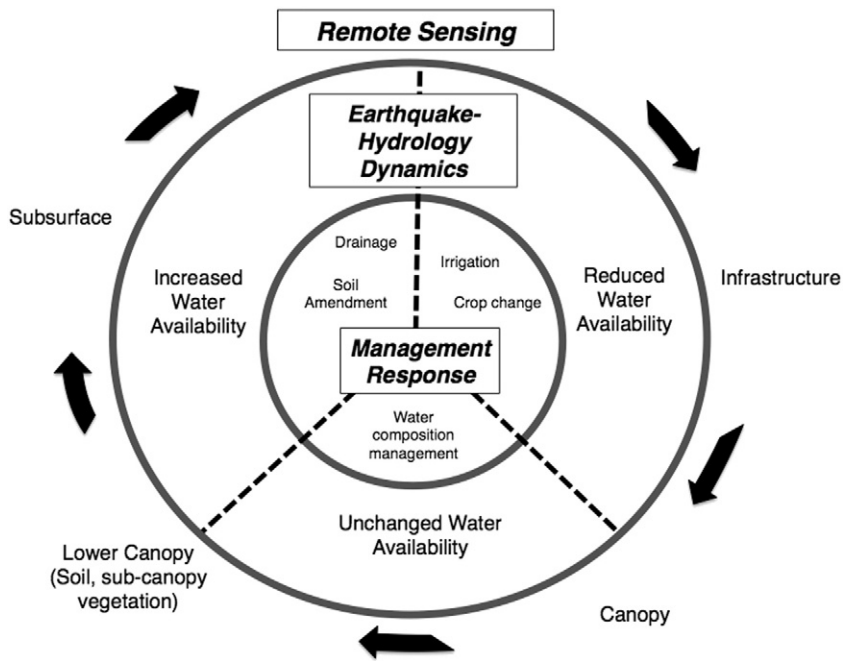 Remote Sensing
Earthquake-
Hydrology
Dynamics
Subsurface
Drainage
Irrigation
Increased
Water
Availability
Soil
Amendment
Crop change
Reduced
Water
Availability
Infrastructure
Management
Response
Water
composition
management
Unchanged Water
Availability
Lower Canopy
(Soil, sub-canopy
vegetation)
Canopy